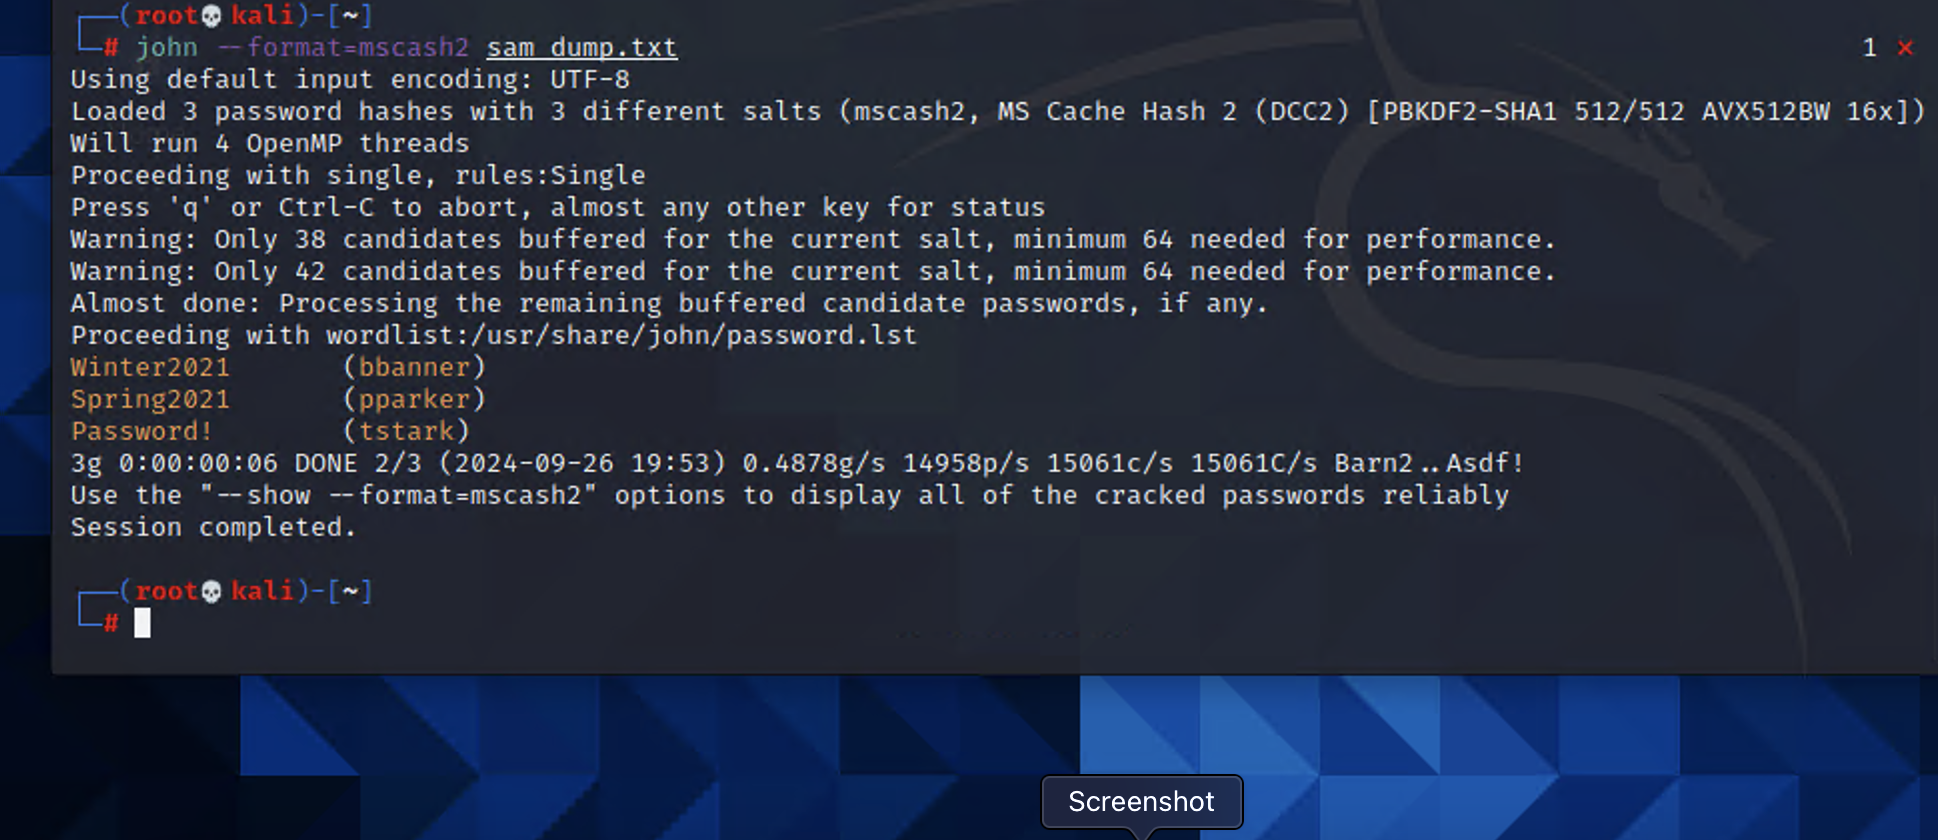 ┌──(root💀kali)-[~]
└─# john --format=mscash2 sam_dump.txt 1 ⨯
Using default input encoding: UTF-8
Loaded 3 password hashes with 3 different salts (mscash2, MS Cache Hash 2 (DCC2) [PBKDF2-SHA1 512/512 AVX512BW 16x])
Will run 4 OpenMP threads
Proceeding with single, rules:Single
Press 'q' or Ctrl-C to abort, almost any other key for status
Warning: Only 38 candidates buffered for the current salt, minimum 64 needed for performance.
Warning: Only 42 candidates buffered for the current salt, minimum 64 needed for performance.
Almost done: Processing the remaining buffered candidate passwords, if any.
Proceeding with wordlist:/usr/share/john/password.lst
Winter2021       (bbanner)
Spring2021       (pparker)
Password!        (tstark)
3g 0:00:00:06 DONE 2/3 (2024-09-26 19:53) 0.4878g/s 14958p/s 15061c/s 15061C/s Barn2..Asdf!
Use the "--show --format=mscash2" options to display all of the cracked passwords reliably
Session completed.
┌──(root💀kali)-[~]
└─#
Screenshot